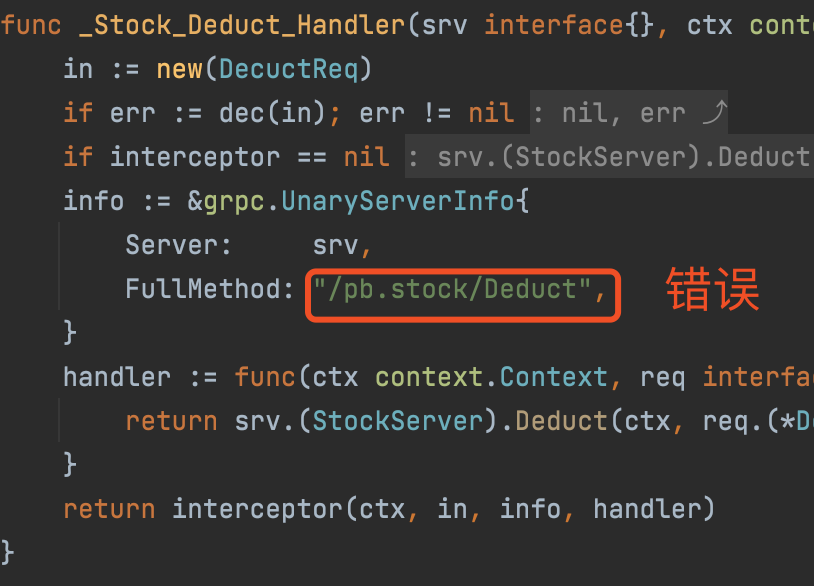 func _Stock_Deduct_Handler(srv interface{}, ctx conte
in := new(DecuctReq)
if err := dec(in); err != nil : nil, err ⤴
if interceptor == nil : srv.(StockServer).Deduct
info := &grpc.UnaryServerInfo{
Server: srv,
FullMethod: "/pb.stock/Deduct", 错误
}
handler := func(ctx context.Context, req interfa
return srv.(StockServer).Deduct(ctx, req.(*De
}
return interceptor(ctx, in, info, handler)
}